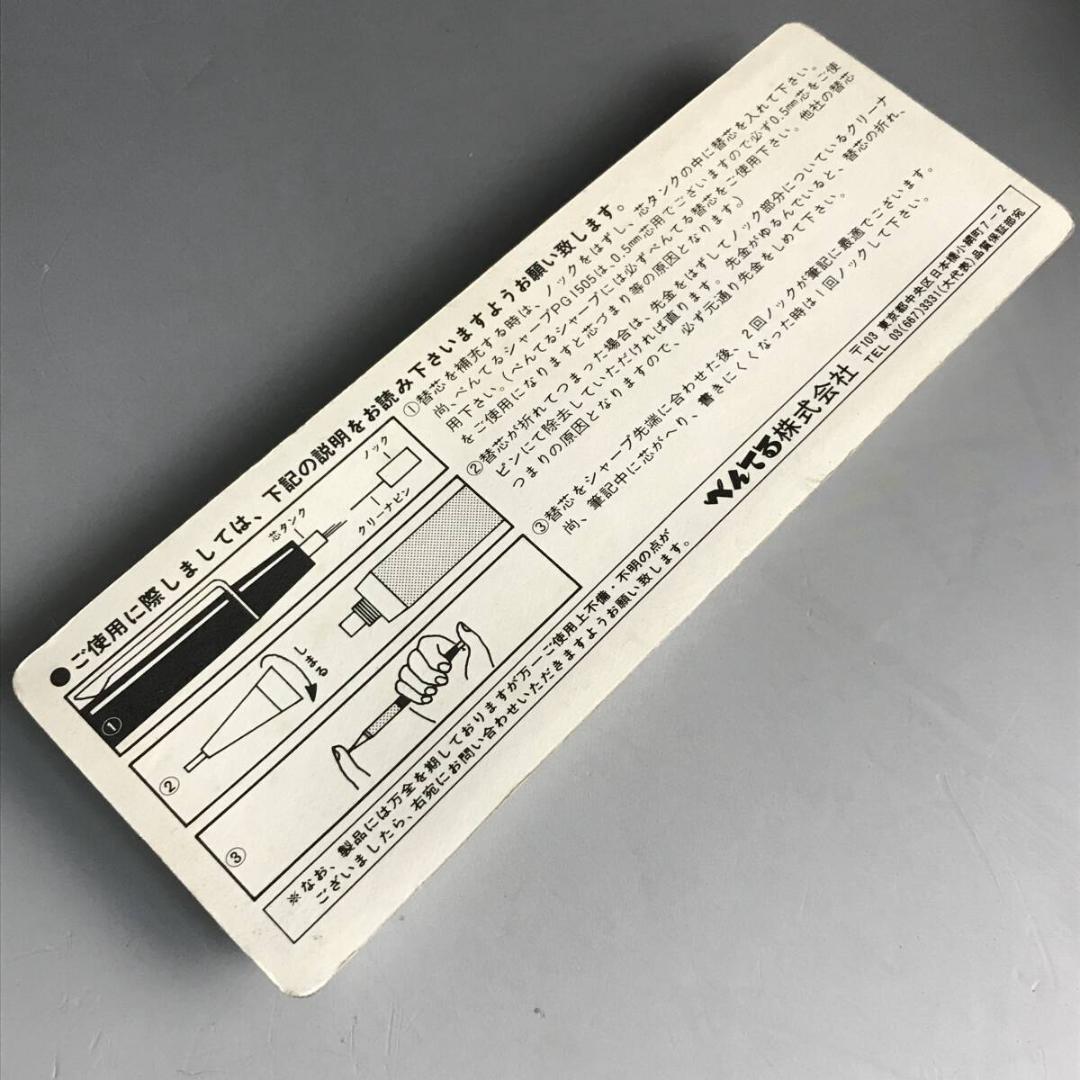 ●ご使用に際しましては、下記の説明をお読み下さいますようお願い致します。
①替芯を補充する時は、ノックをはずし、芯タンクの中に替芯を入れて下さい。
尚、ぺんてるシャープPG1505は、0.5mm芯用でございますので必ず0.5mm芯をご使
用下さい。(ぺんてるシャープには必ずぺんてる替芯をご使用下さい。他社の替芯
をご使用になりますと芯づまり等の原因となります。)
②替芯が折れてつまった場合は、先金をはずしてノック部分についているクリーナ
ピンにて除去していただければ直ります。先金がゆるんでいると、替芯の折れ、
つまりの原因となりますので、必ず元通り先金をしめて下さい。
③替芯をシャープ先端に合わせた後、2回ノックが筆記に最適でございます。
尚、筆記中に芯がへり、書きにくくなった時は1回ノックして下さい。
ノック
芯タンク
クリーナピン
①
しまる
②
③
※なお、製品には万全を期しておりますが万一ご使用上不備・不明の点が
ございましたら、右宛にお問い合わせいただきますようお願い致します。
ぺんてる株式会社
〒103 東京都中央区日本橋小網町7-2
TEL 03(667)3331(大代表)品質保証部宛